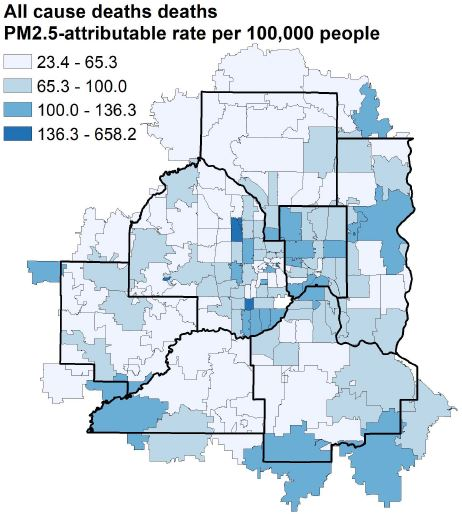 All cause deaths deaths
PM2.5-attributable rate per 100,000 people
23.4 - 65.3
65.3 - 100.0
100.0 - 136.3
136.3 - 658.2